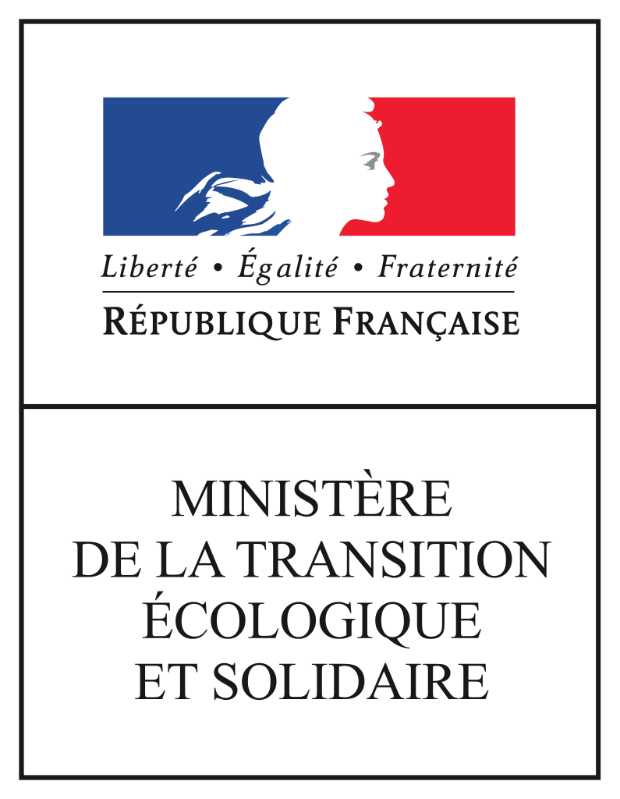 Liberté • Égalité • Fraternité
RÉPUBLIQUE FRANÇAISE
MINISTÈRE
DE LA TRANSITION
ÉCOLOGIQUE
ET SOLIDAIRE